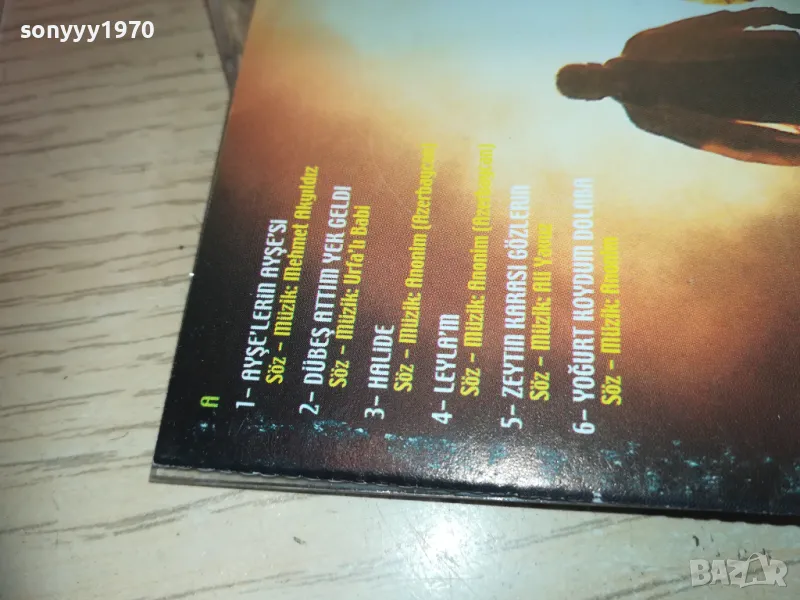 sonyyy1970
A
1- AYŞE'LERİN AYŞE'Sİ
Söz - Müzik: Mehmet Akyıldız
2- DÜBEŞ ATTIM YEK GELDİ
Söz - Müzik: Urfa'lı Babi
3- HALİDE
Söz - Müzik: Anonim (Azerbaycan)
4- LEYLA'M
Söz - Müzik: Anonim (Azerbaycan)
5- ZEYTİN KARASI GÖZLERİN
Söz - Müzik: Ali
6- YOĞURT KOYDUM DOLABA
Söz - Müzik: Anonim
BAZAR